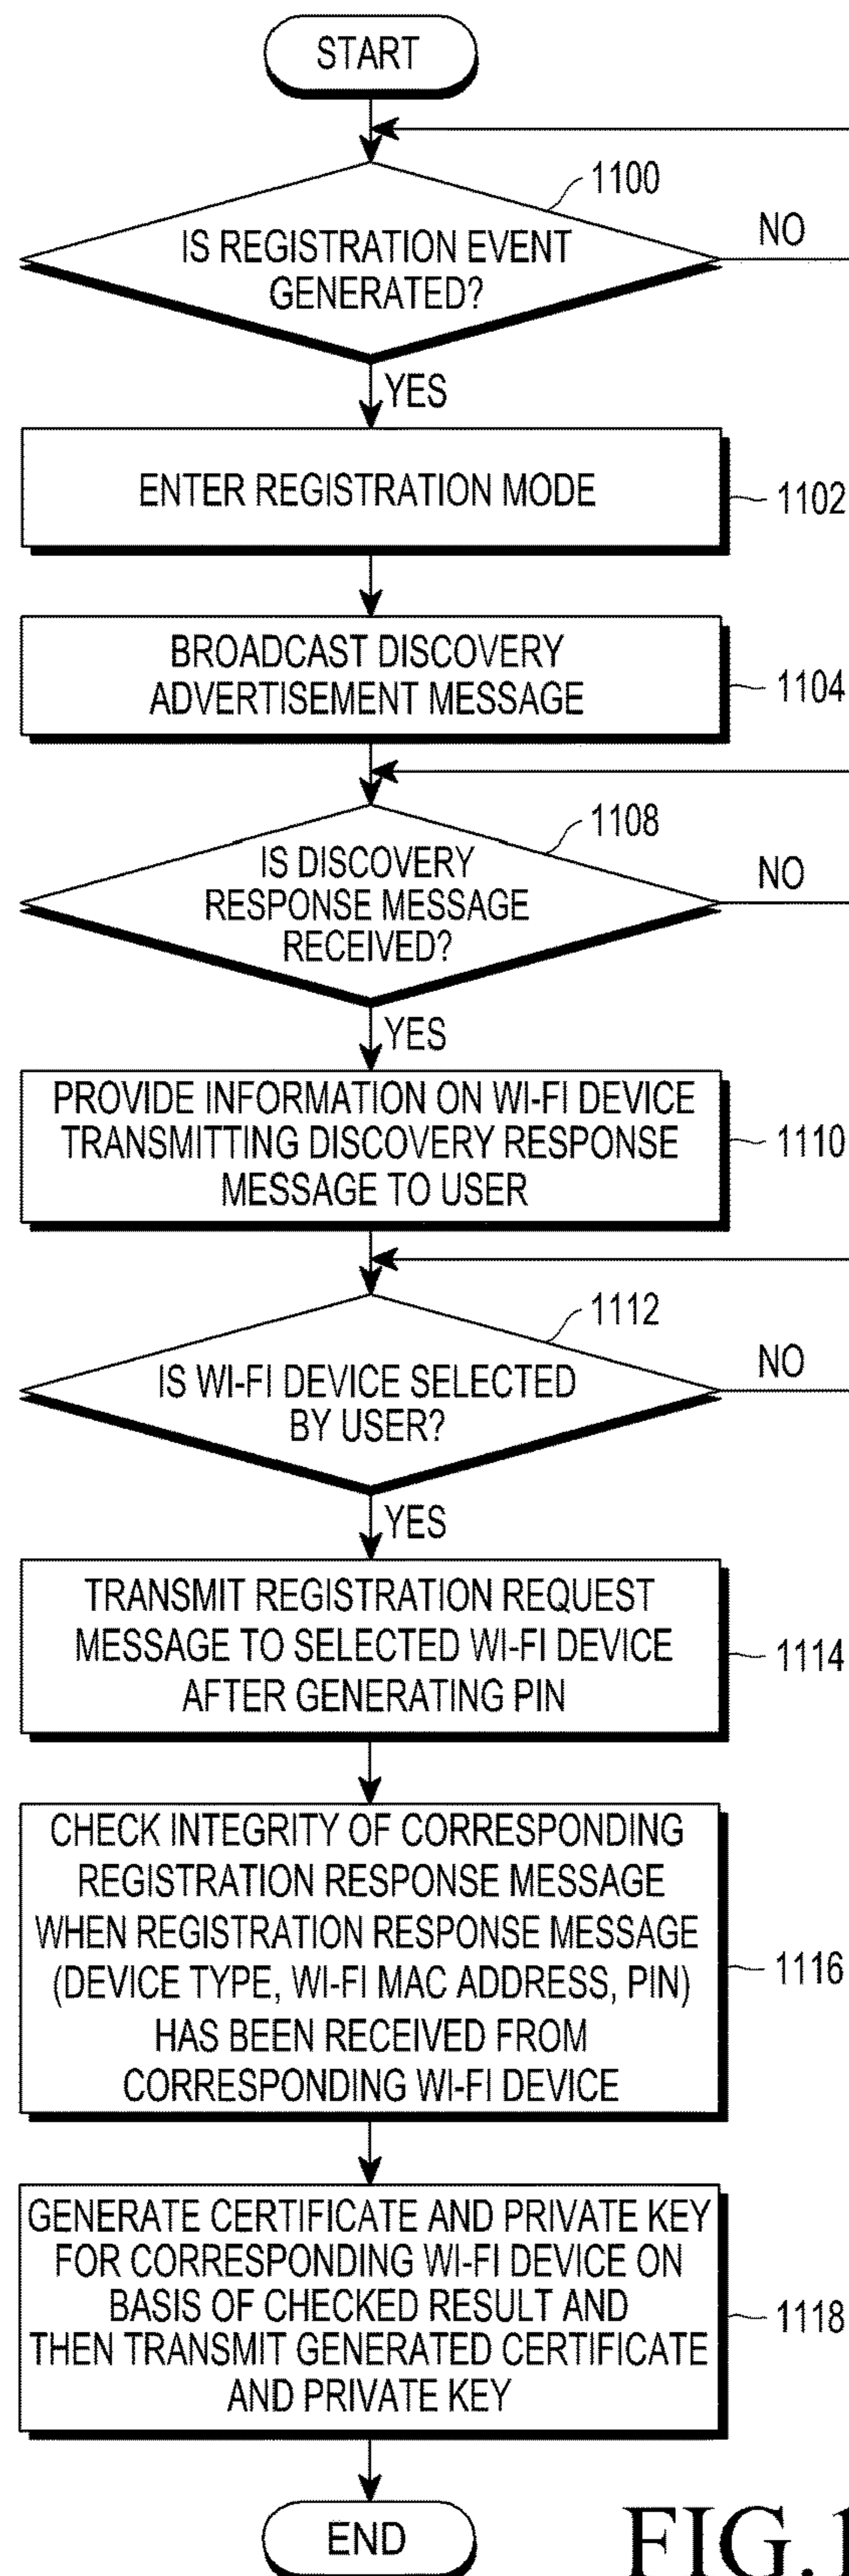 START
1100
IS REGISTRATION EVENT
GENERATED?
NO
YES
ENTER REGISTRATION MODE
1102
BROADCAST DISCOVERY
ADVERTISEMENT MESSAGE
1104
1108
IS DISCOVERY
RESPONSE MESSAGE
RECEIVED?
NO
YES
PROVIDE INFORMATION ON WI-FI DEVICE
TRANSMITTING DISCOVERY RESPONSE
MESSAGE TO USER
1110
1112
IS WI-FI DEVICE SELECTED
BY USER?
NO
YES
TRANSMIT REGISTRATION REQUEST
MESSAGE TO SELECTED WI-FI DEVICE
AFTER GENERATING PIN
1114
CHECK INTEGRITY OF CORRESPONDING
REGISTRATION RESPONSE MESSAGE
WHEN REGISTRATION RESPONSE MESSAGE
(DEVICE TYPE, WI-FI MAC ADDRESS, PIN)
HAS BEEN RECEIVED FROM
CORRESPONDING WI-FI DEVICE
1116
GENERATE CERTIFICATE AND PRIVATE KEY
FOR CORRESPONDING WI-FI DEVICE ON
BASIS OF CHECKED RESULT AND
THEN TRANSMIT GENERATED CERTIFICATE
AND PRIVATE KEY
1118
END
FIG.1